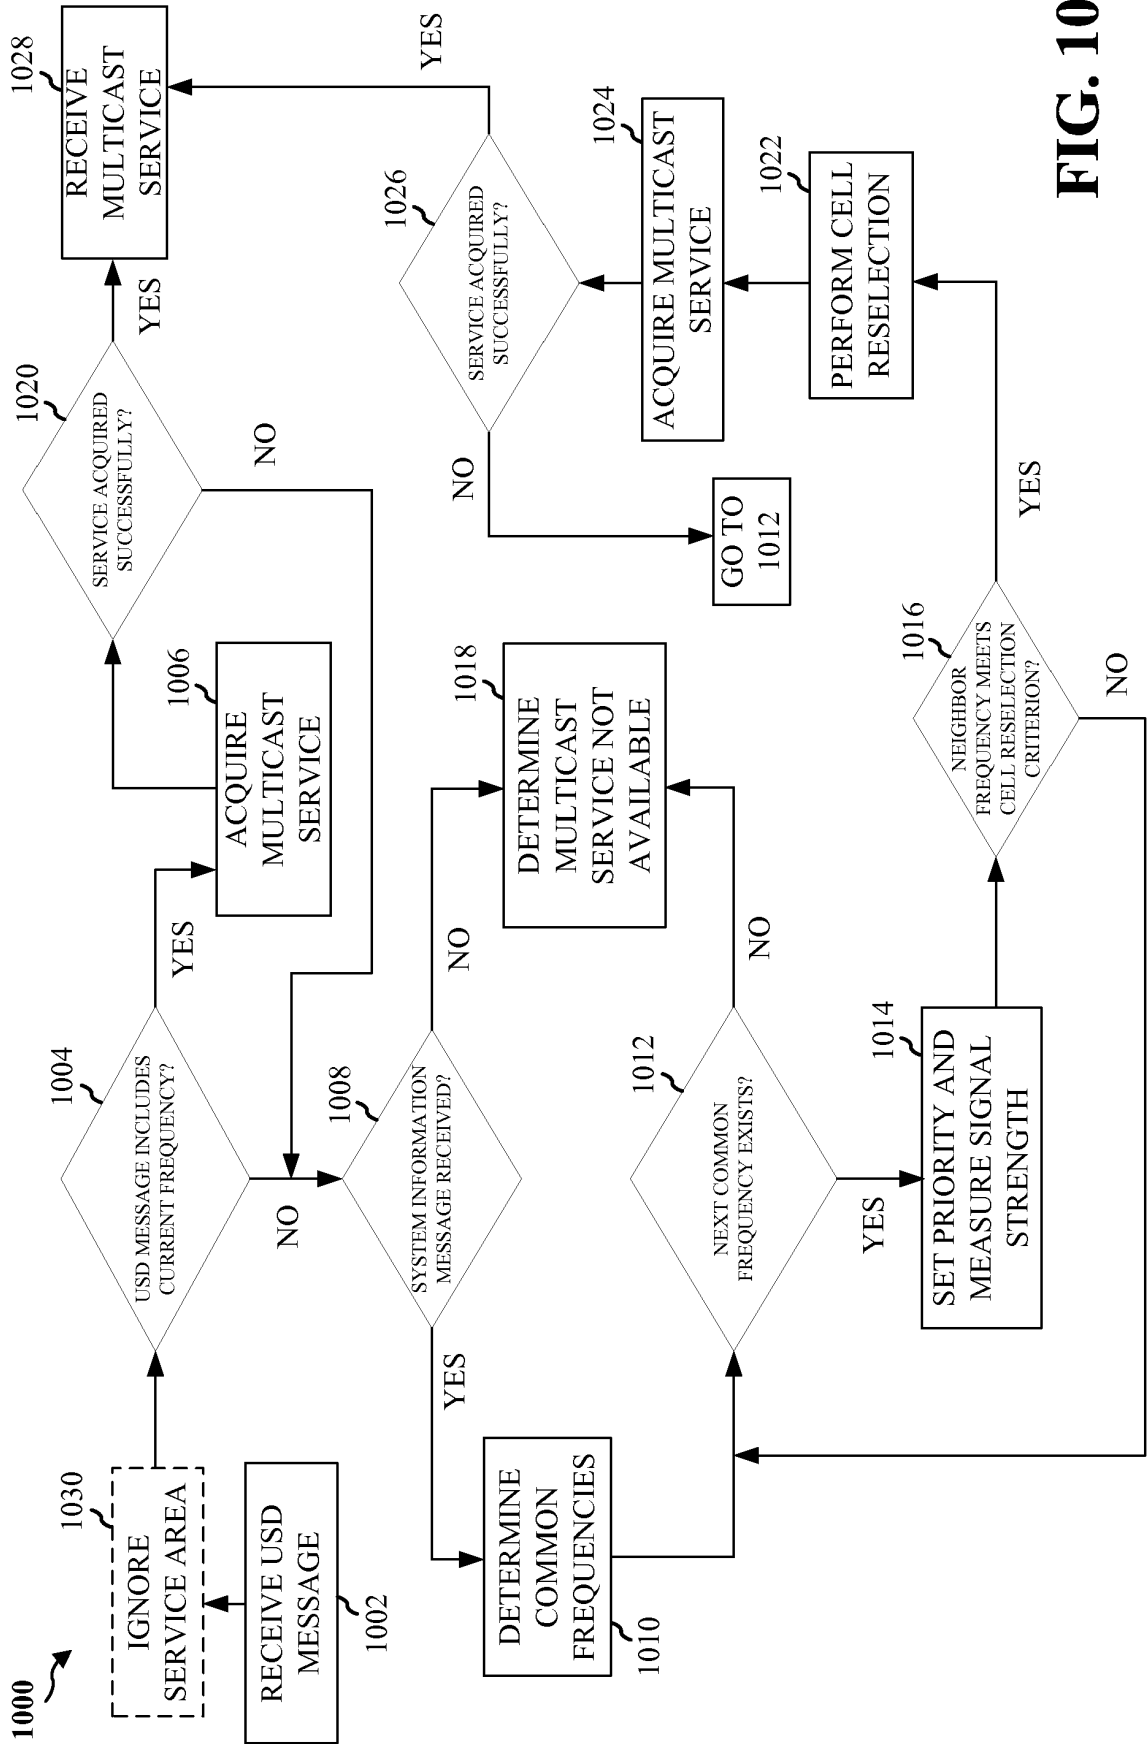 1000
RECEIVE USD
MESSAGE
1002
IGNORE
SERVICE AREA
1030
USD MESSAGE INCLUDES
CURRENT FREQUENCY?
1004
YES
NO
ACQUIRE
MULTICAST
SERVICE
1006
SERVICE ACQUIRED
SUCCESSFULLY?
1020
YES
NO
RECEIVE
MULTICAST
SERVICE
1028
SYSTEM INFORMATION
MESSAGE RECEIVED?
1008
YES
NO
DETERMINE
COMMON
FREQUENCIES
1010
DETERMINE
MULTICAST
SERVICE NOT
AVAILABLE
1018
NEXT COMMON
FREQUENCY EXISTS?
1012
NO
YES
SET PRIORITY AND
MEASURE SIGNAL
STRENGTH
1014
NEIGHBOR
FREQUENCY MEETS
CELL RESELECTION
CRITERION?
1016
YES
NO
PERFORM CELL
RESELECTION
1022
ACQUIRE MULTICAST
SERVICE
1024
SERVICE ACQUIRED
SUCCESSFULLY?
1026
YES
NO
GO TO
1012
FIG. 10